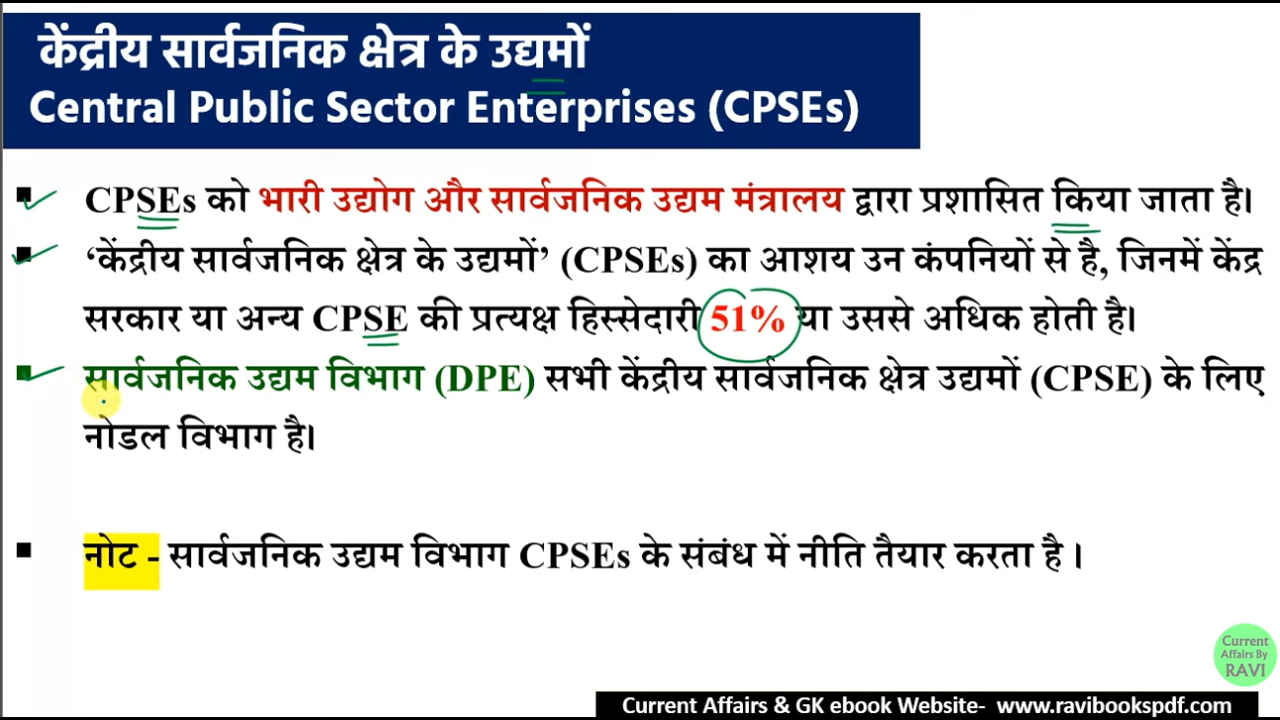 केंद्रीय सार्वजनिक क्षेत्र के उद्यमों
Central Public Sector Enterprises (CPSEs)
▪ CPSEs को भारी उद्योग और सार्वजनिक उद्यम मंत्रालय द्वारा प्रशासित किया जाता है।
▪ ‘केंद्रीय सार्वजनिक क्षेत्र के उद्यमों’ (CPSEs) का आशय उन कंपनियों से है, जिनमें केंद्र
सरकार या अन्य CPSE की प्रत्यक्ष हिस्सेदारी 51% या उससे अधिक होती है।
▪ सार्वजनिक उद्यम विभाग (DPE) सभी केंद्रीय सार्वजनिक क्षेत्र उद्यमों (CPSE) के लिए
नोडल विभाग है।
▪ नोट - सार्वजनिक उद्यम विभाग CPSEs के संबंध में नीति तैयार करता है ।
Current
Affairs By
RAVI
Current Affairs & GK ebook Website- www.ravibookspdf.com